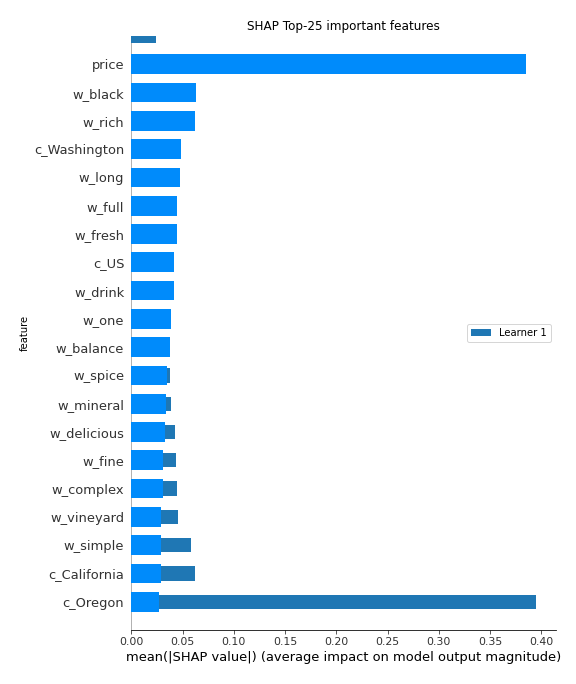 SHAP Top-25 important features
price
w_black
w_rich
c_Washington
w_long
w_full
w_fresh
c_US
w_drink
w_one
w_balance
w_spice
w_mineral
w_delicious
w_fine
w_complex
w_vineyard
w_simple
c_California
c_Oregon
feature
Learner 1
0.00 0.05 0.10 0.15 0.20 0.25 0.30 0.35 0.40
mean(|SHAP value|) (average impact on model output magnitude)